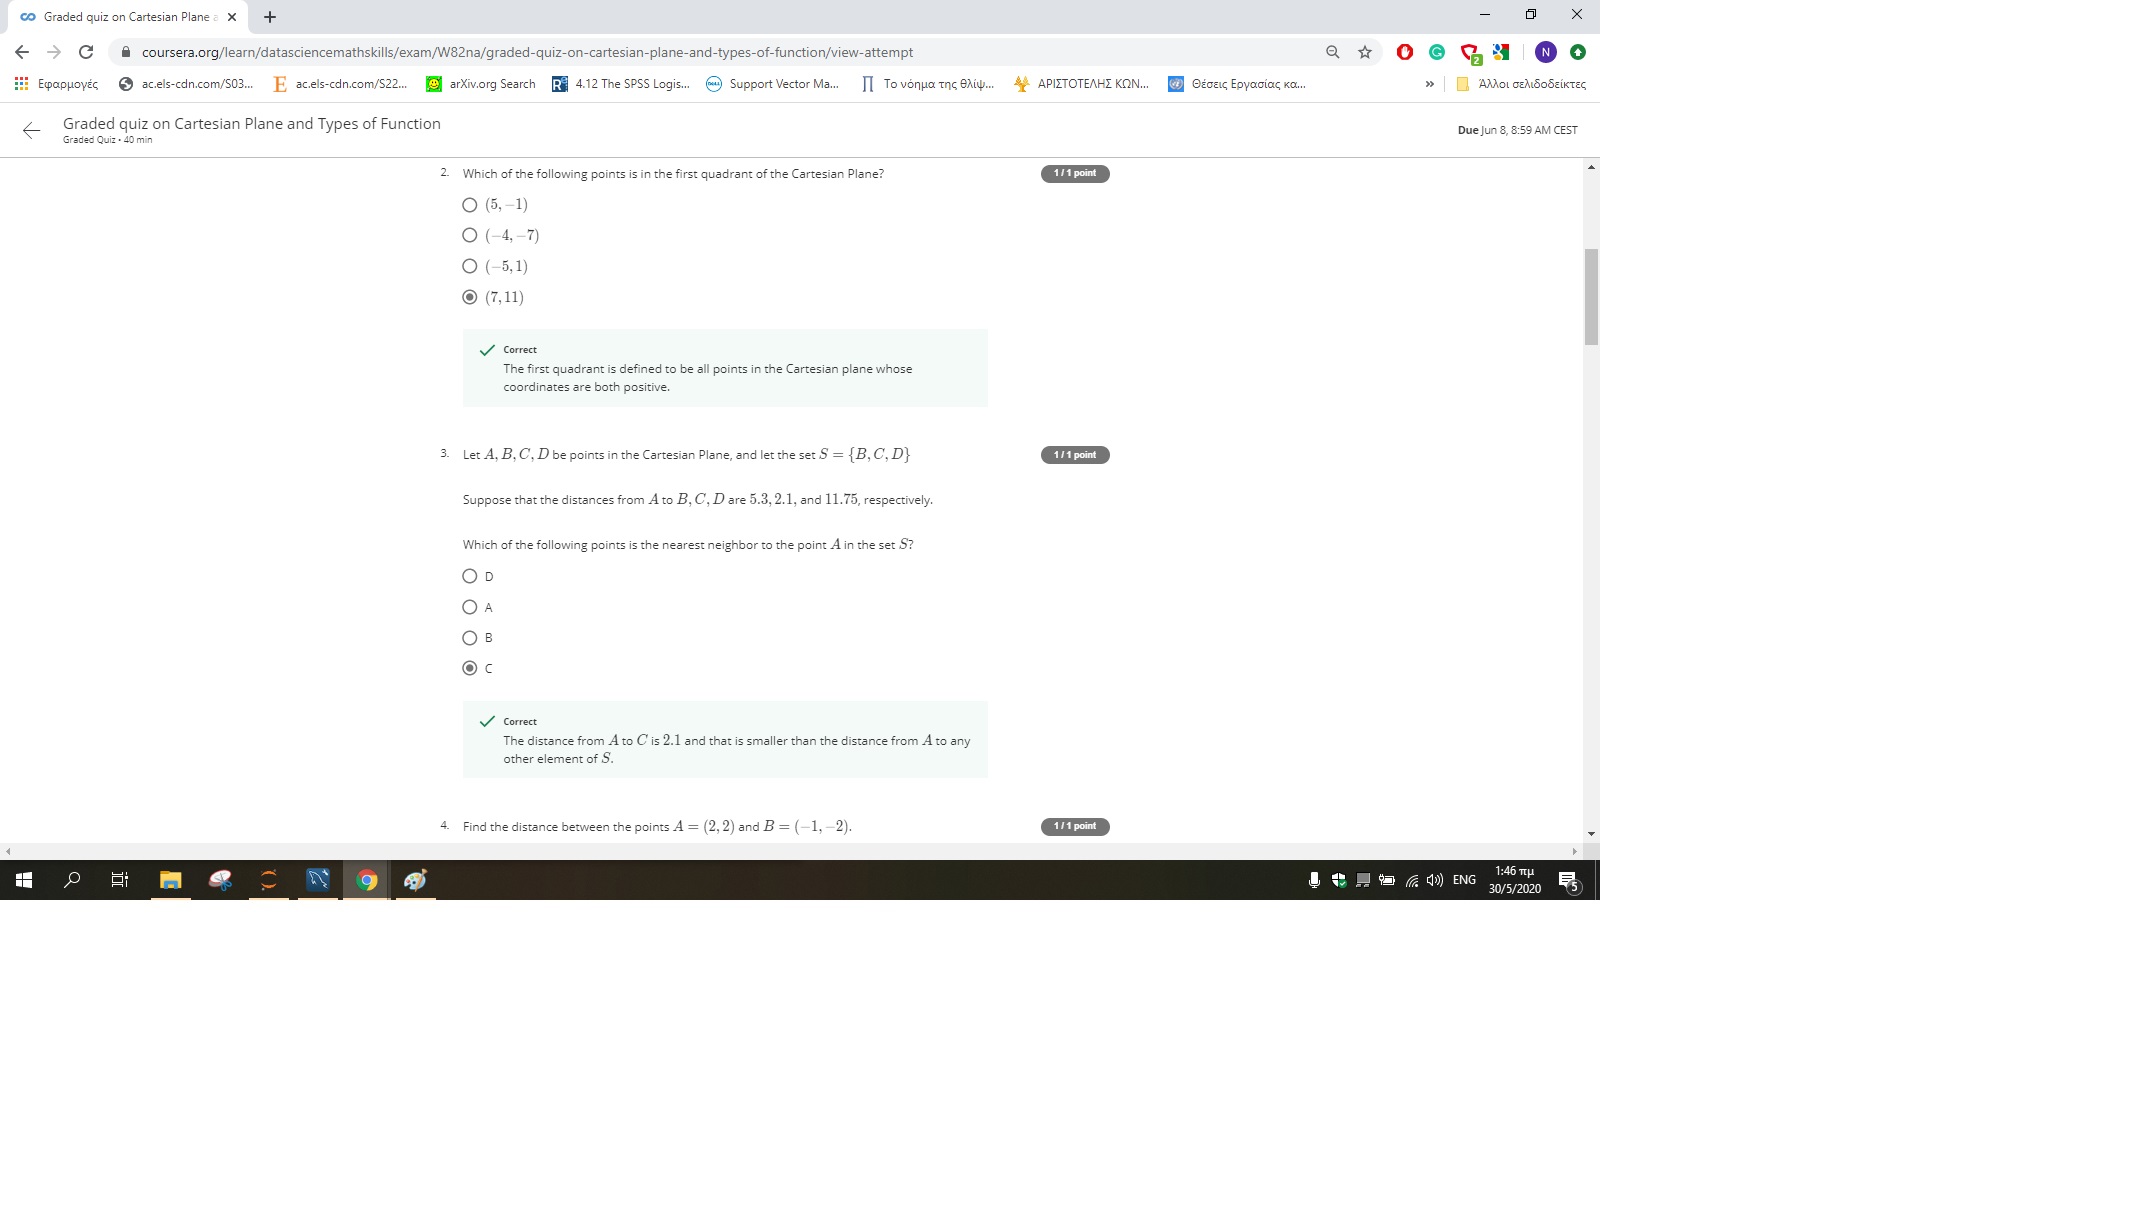 Graded quiz on Cartesian Plane a
coursera.org/learn/datasciencemathskills/exam/W82na/graded-quiz-on-cartesian-plane-and-types-of-function/view-attempt
2
N
Εφαρμογές
ac.els-cdn.com/S03...
E ac.els-cdn.com/S22...
arXiv.org Search
R 4.12 The SPSS Logis...
DELL Support Vector Ma...
Π Το νόημα της θλίψ...
ΑΡΙΣΤΟΤΕΛΗΣ ΚΩΝ...
Θέσεις Εργασίας κα...
»
Άλλοι σελιδοδείκτες
Graded quiz on Cartesian Plane and Types of Function
Graded Quiz • 40 min
Due Jun 8, 8:59 AM CEST
2. Which of the following points is in the first quadrant of the Cartesian Plane?
1 / 1 point
(5, −1)
(−4, −7)
(−5, 1)
(7, 11)
Correct
The first quadrant is defined to be all points in the Cartesian plane whose
coordinates are both positive.
3. Let A, B, C, D be points in the Cartesian Plane, and let the set S = {B, C, D}
1 / 1 point
Suppose that the distances from A to B, C, D are 5.3, 2.1, and 11.75, respectively.
Which of the following points is the nearest neighbor to the point A in the set S?
D
A
B
C
Correct
The distance from A to C is 2.1 and that is smaller than the distance from A to any
other element of S.
4. Find the distance between the points A = (2, 2) and B = (−1, −2).
1 / 1 point
ENG
1:46 πμ
30/5/2020
5